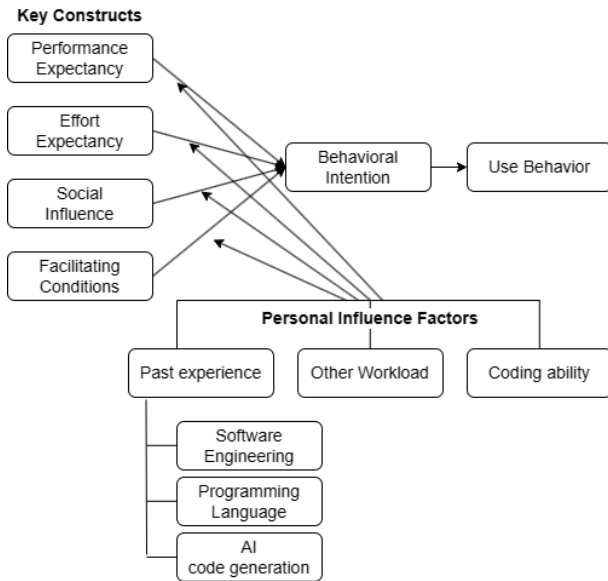 Key Constructs
Performance
Expectancy
Effort
Expectancy
Social
Influence
Facilitating
Conditions
Behavioral
Intention
Use Behavior
Personal Influence Factors
Past experience
Other Workload
Coding ability
Software
Engineering
Programming
Language
AI
code generation